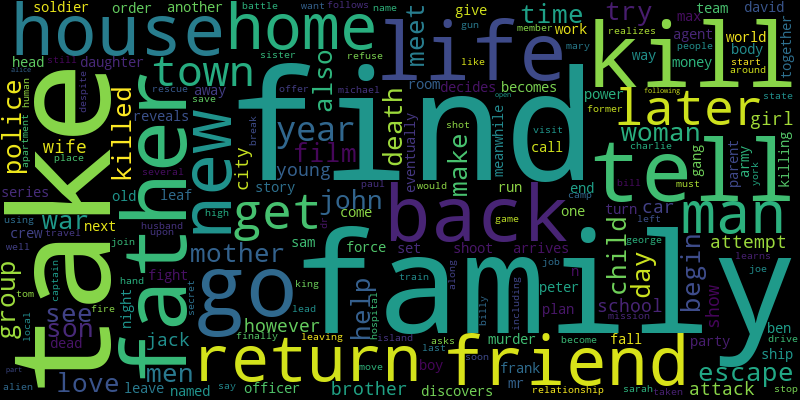 soldier
order
another
battle
want
follows
name
try
max
team
david
house
home
life
kill
time
give
gun
member
work
agent
world
together
head
daughter
sister
refuse
mary
realizes
people
body
start
still
alice
despite
town
rescue
away
also
meet
like
room
decides
way
money
around
police
apartment
human
take
father
save
offer
michael
becomes
power
later
former
following
state
place
wife
killed
reveals
new
find
open
woman
girl
several
city
year
film
death
make
shot
meanwhile
visit
call
charlie
tell
parent
army
york
killing
series
old
leaf
story
young
break
eventually
paul
would
run
end
gang
bill
must
using
war
high
get
john
come
back
game
one
camp
turn
car
left
man
crew
travel
next
husband
upon
mother
sam
dr
force
set
shoot
arrives
george
attempt
well
join
go
family
child
day
begin
learns
group
see
hand
fight
secret
king
help
train
along
job
n
peter
school
show
joe
tom
captain
fire
night
however
lead
hospital
billy
including
plan
mission
party
ben
drive
local
son
dead
jack
finally
island
asks
murder
become
fall
ship
love
men
return
friend
last
soon
frank
escape
alien
leave
named
say
officer
leaving
brother
move
boy
discovers
mr
relationship
sarah
taken
attack
stop
part